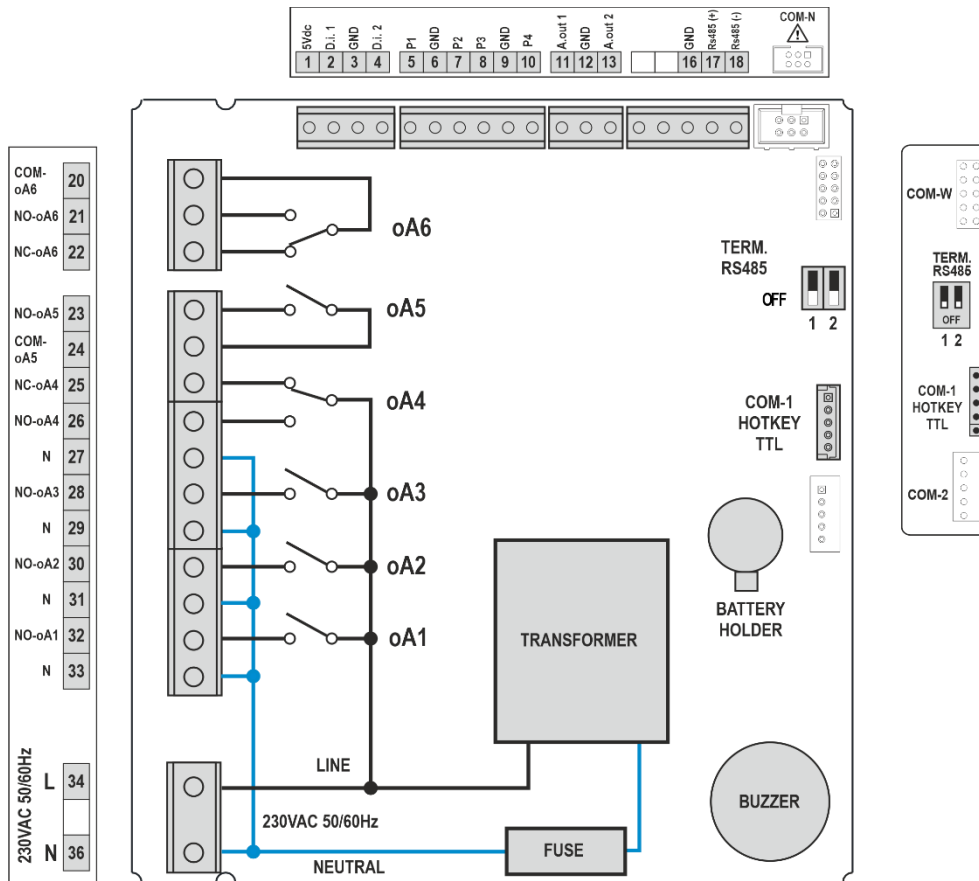 5Vdc
D.i. 1
GND
D.i. 2
P1
GND
P2
P3
GND
P4
A.out 1
GND
A.out 2
GND
Rs485 (+)
Rs485 (-)
COM-N
1 2 3 4 5 6 7 8 9 10 11 12 13 16 17 18
COM-
oA6
20
NO-oA6 21
NC-oA6 22
NO-oA5 23
COM-
oA5
24
NC-oA4 25
NO-oA4 26
N 27
NO-oA3 28
N 29
NO-oA2 30
N 31
NO-oA1 32
N 33
230VAC 50/60Hz
L 34
N 36
oA6
oA5
oA4
oA3
oA2
oA1
LINE
230VAC 50/60Hz
NEUTRAL
FUSE
TRANSFORMER
TERM.
RS485
OFF
1 2
COM-1
HOTKEY
TTL
BATTERY
HOLDER
BUZZER
COM-W
TERM.
RS485
OFF
1 2
COM-1
HOTKEY
TTL
COM-2